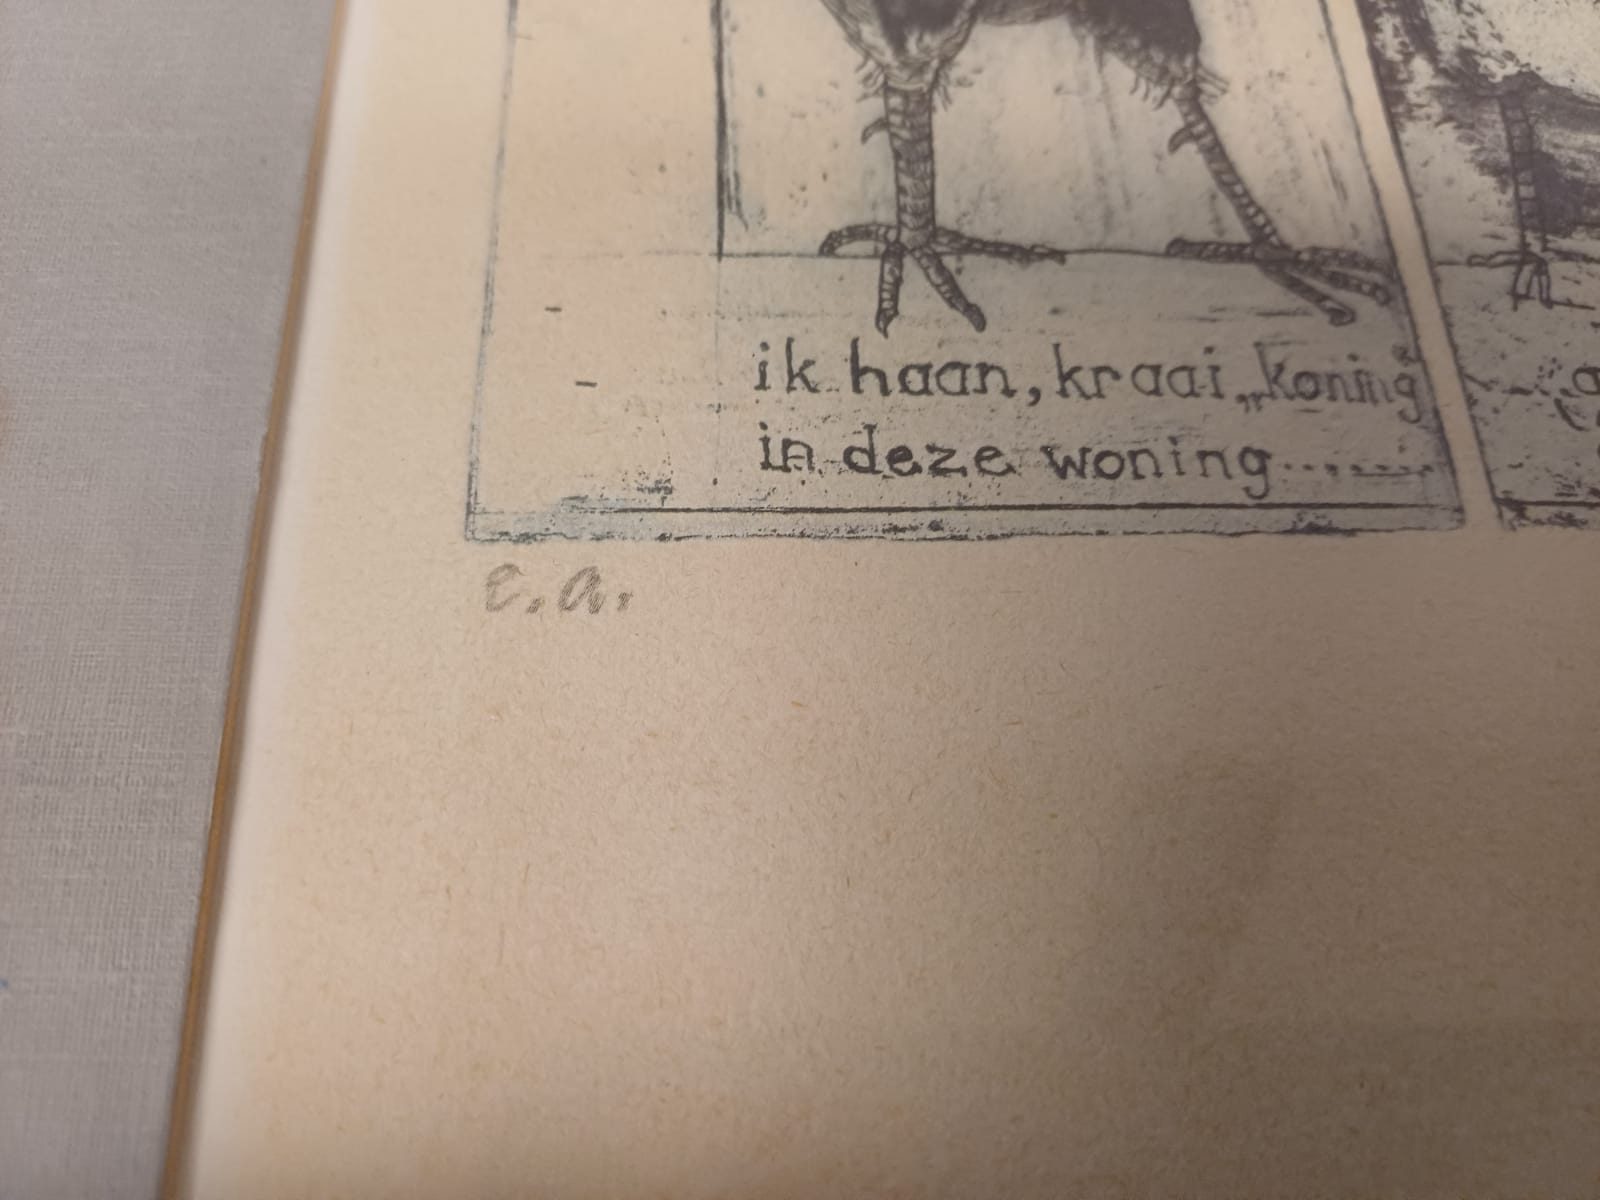 ik haan, kraai „koning
in deze woning.......
e.a.